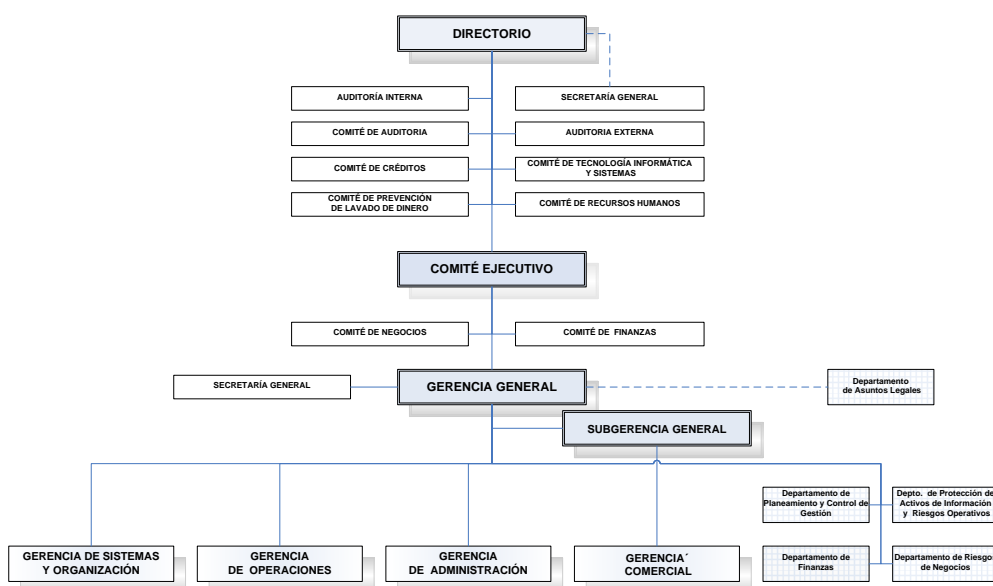 DIRECTORIO
AUDITORÍA INTERNA
SECRETARÍA GENERAL
COMITÉ DE AUDITORIA
AUDITORIA EXTERNA
COMITÉ DE CRÉDITOS
COMITÉ DE TECNOLOGÍA INFORMÁTICA
Y SISTEMAS
COMITÉ DE PREVENCIÓN
DE LAVADO DE DINERO
COMITÉ DE RECURSOS HUMANOS
COMITÉ EJECUTIVO
COMITÉ DE NEGOCIOS
COMITÉ DE FINANZAS
SECRETARÍA GENERAL
GERENCIA GENERAL
Departamento
de Asuntos Legales
SUBGERENCIA GENERAL
Departamento de
Planeamiento y Control de
Gestión
Depto. de Protección de
Activos de Información
y Riesgos Operativos
GERENCIA DE SISTEMAS
Y ORGANIZACIÓN
GERENCIA
DE OPERACIONES
GERENCIA
DE ADMINISTRACIÓN
GERENCIA´
COMERCIAL
Departamento de
Finanzas
Departamento de Riesgo
de Negocios